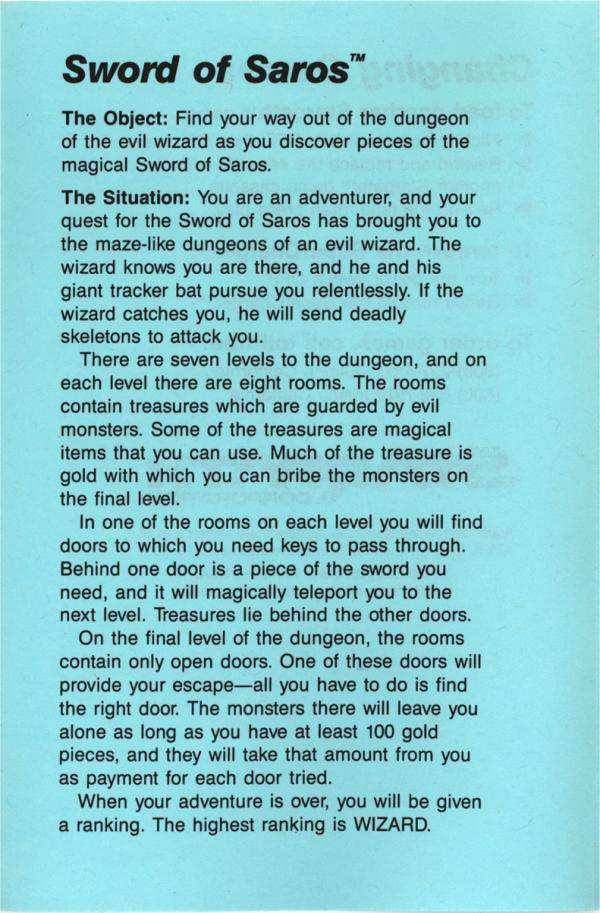 Sword of Saros™
The Object: Find your way out of the dungeon
of the evil wizard as you discover pieces of the
magical Sword of Saros.
The Situation: You are an adventurer, and your
quest for the Sword of Saros has brought you to
the maze-like dungeons of an evil wizard. The
wizard knows you are there, and he and his
giant tracker bat pursue you relentlessly. If the
wizard catches you, he will send deadly
skeletons to attack you.
There are seven levels to the dungeon, and on
each level there are eight rooms. The rooms
contain treasures which are guarded by evil
monsters. Some of the treasures are magical
items that you can use. Much of the treasure is
gold with which you can bribe the monsters on
the final level.
In one of the rooms on each level you will find
doors to which you need keys to pass through.
Behind one door is a piece of the sword you
need, and it will magically teleport you to the
next level. Treasures lie behind the other doors.
On the final level of the dungeon, the rooms
contain only open doors. One of these doors will
provide your escape—all you have to do is find
the right door. The monsters there will leave you
alone as long as you have at least 100 gold
pieces, and they will take that amount from you
as payment for each door tried.
When your adventure is over, you will be given
a ranking. The highest ranking is WIZARD.